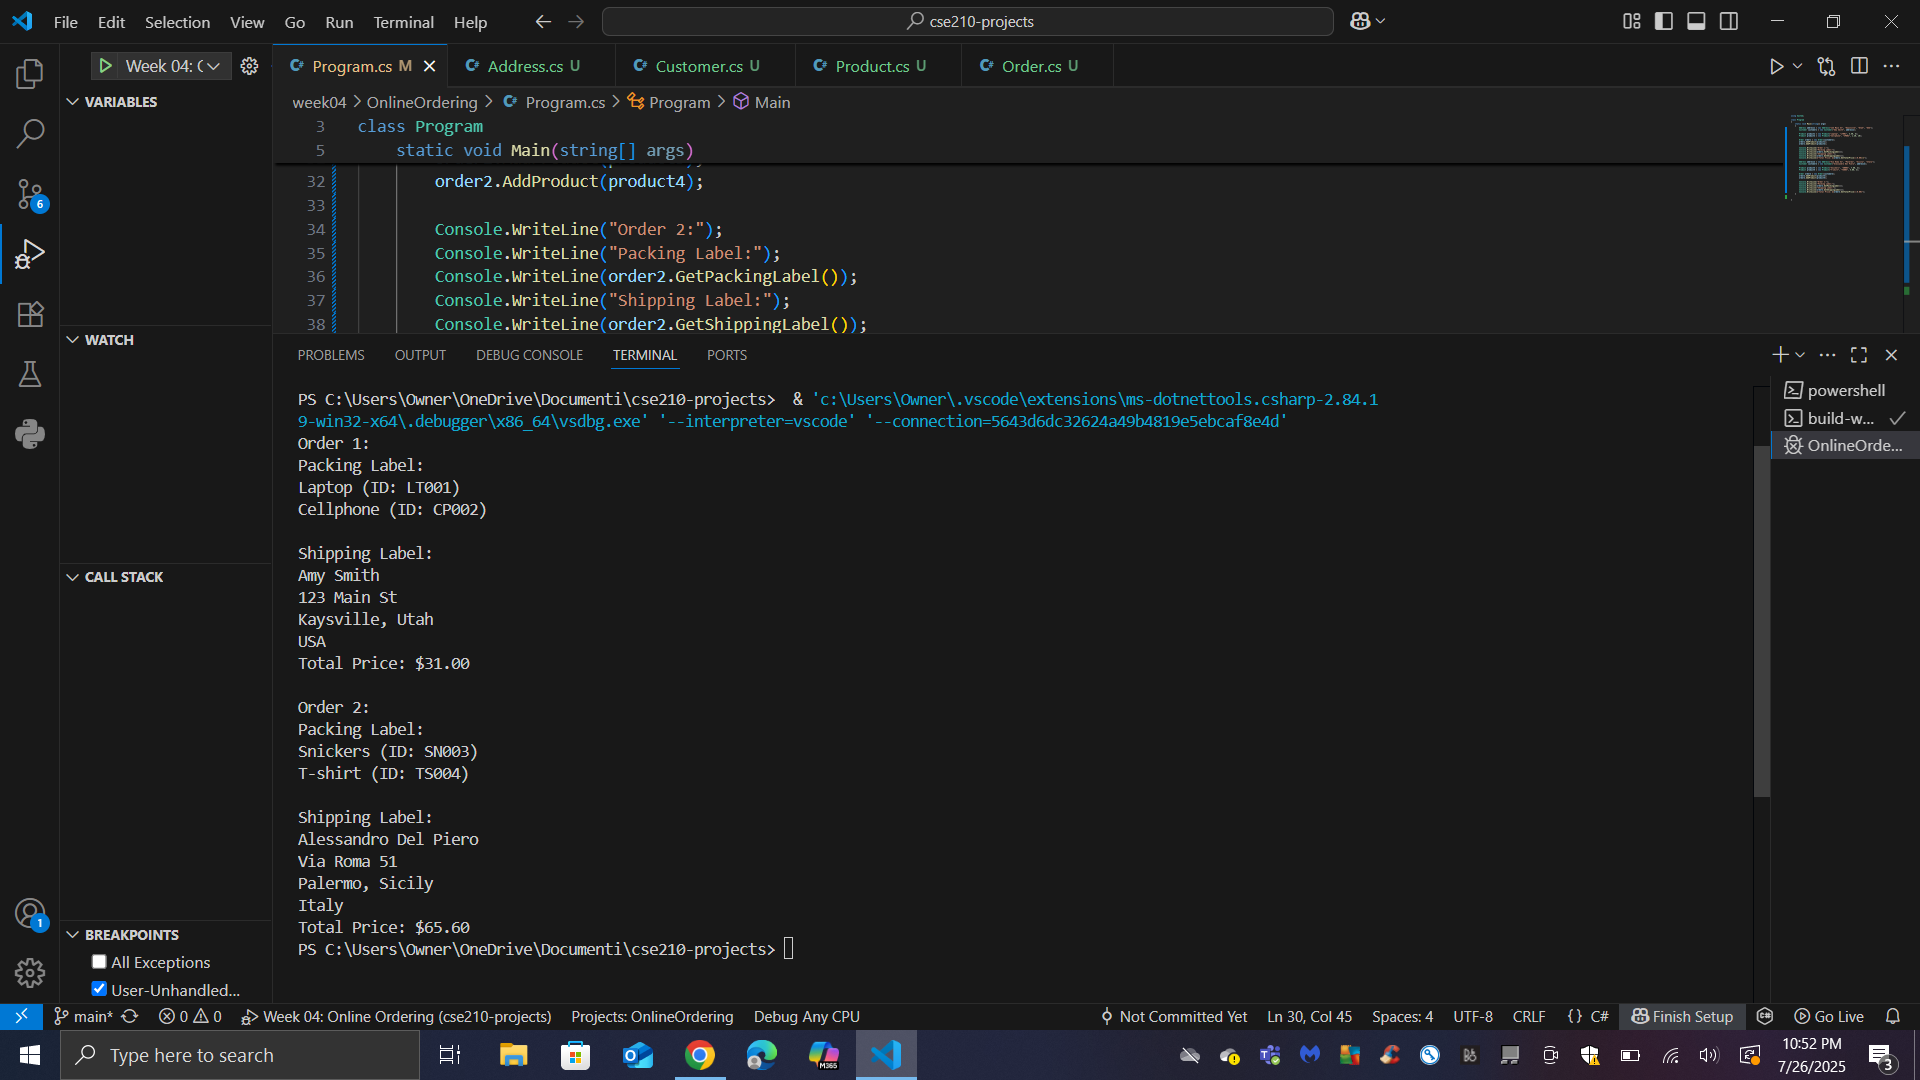 File Edit Selection View Go Run Terminal Help
cse210-projects
Week 04: (
Program.cs M
Address.cs U
Customer.cs U
Product.cs U
Order.cs U
week04 > OnlineOrdering > Program.cs > Program > Main
VARIABLES
WATCH
CALL STACK
BREAKPOINTS
All Exceptions
User-Unhandled...
6
1
3 class Program
5 static void Main(string[] args)
32 order2.AddProduct(product4);
33
34 Console.WriteLine("Order 2:");
35 Console.WriteLine("Packing Label:");
36 Console.WriteLine(order2.GetPackingLabel());
37 Console.WriteLine("Shipping Label:");
38 Console.WriteLine(order2.GetShippingLabel());
PROBLEMS OUTPUT DEBUG CONSOLE TERMINAL PORTS
powershell
build-w...
OnlineOrde...
PS C:\Users\Owner\OneDrive\Documenti\cse210-projects> & 'c:\Users\Owner\.vscode\extensions\ms-dotnettools.csharp-2.84.1
9-win32-x64\.debugger\x86_64\vsdbg.exe' '--interpreter=vscode' '--connection=5643d6dc32624a49b4819e5ebcaf8e4d'
Order 1:
Packing Label:
Laptop (ID: LT001)
Cellphone (ID: CP002)
Shipping Label:
Amy Smith
123 Main St
Kaysville, Utah
USA
Total Price: $31.00
Order 2:
Packing Label:
Snickers (ID: SN003)
T-shirt (ID: TS004)
Shipping Label:
Alessandro Del Piero
Via Roma 51
Palermo, Sicily
Italy
Total Price: $65.60
PS C:\Users\Owner\OneDrive\Documenti\cse210-projects>
main* 0 0 Week 04: Online Ordering (cse210-projects) Projects: OnlineOrdering Debug Any CPU Not Committed Yet Ln 30, Col 45 Spaces: 4 UTF-8 CRLF {} C# Finish Setup Go Live
Type here to search
M365
10:52 PM
7/26/2025
3